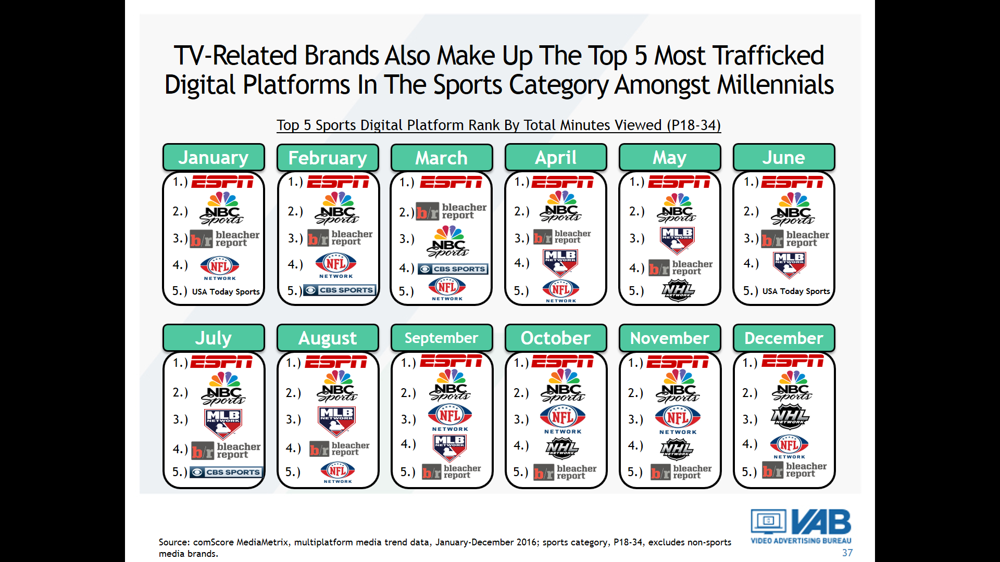 TV-Related Brands Also Make Up The Top 5 Most Trafficked
Digital Platforms In The Sports Category Amongst Millennials
Top 5 Sports Digital Platform Rank By Total Minutes Viewed (P18-34)
January
1.) ESPN
2.) NBC Sports
3.) b/r bleacher report
4.) NFL NETWORK
5.) USA Today Sports
February
1.) ESPN
2.) NBC Sports
3.) b/r bleacher report
4.) NFL NETWORK
5.) CBS SPORTS
March
1.) ESPN
2.) b/r bleacher report
3.) NBC Sports
4.) CBS SPORTS
5.) NFL NETWORK
April
1.) ESPN
2.) NBC Sports
3.) b/r bleacher report
4.) MLB NETWORK
5.) NFL NETWORK
May
1.) ESPN
2.) NBC Sports
3.) MLB NETWORK
4.) b/r bleacher report
5.) NHL NETWORK
June
1.) ESPN
2.) NBC Sports
3.) b/r bleacher report
4.) MLB NETWORK
5.) USA Today Sports
July
1.) ESPN
2.) NBC Sports
3.) MLB NETWORK
4.) b/r bleacher report
5.) CBS SPORTS
August
1.) ESPN
2.) NBC Sports
3.) MLB NETWORK
4.) b/r bleacher report
5.) NFL NETWORK
September
1.) ESPN
2.) NBC Sports
3.) NFL NETWORK
4.) MLB NETWORK
5.) b/r bleacher report
October
1.) ESPN
2.) NBC Sports
3.) NFL NETWORK
4.) NHL NETWORK
5.) b/r bleacher report
November
1.) ESPN
2.) NBC Sports
3.) NFL NETWORK
4.) NHL NETWORK
5.) b/r bleacher report
December
1.) ESPN
2.) NBC Sports
3.) NHL NETWORK
4.) NFL NETWORK
5.) b/r bleacher report
VAB
VIDEO ADVERTISING BUREAU
Source: comScore MediaMetrix, multiplatform media trend data, January-December 2016; sports category, P18-34, excludes non-sports
media brands.
37